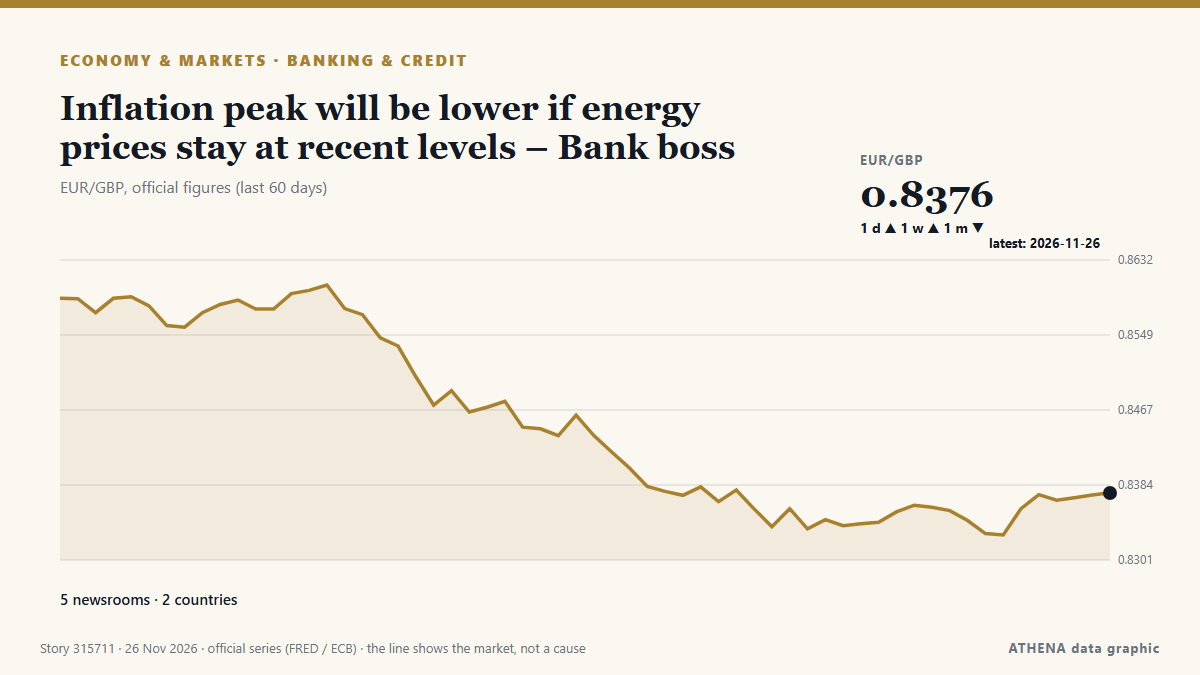 ECONOMY & MARKETS · BANKING & CREDIT
Inflation peak will be lower if energy
prices stay at recent levels – Bank boss
EUR/GBP, official figures (last 60 days)
EUR/GBP
0.8376
1 d ▲ 1 w ▲ 1 m ▼
latest: 2026-11-26
0.8632
0.8549
0.8467
0.8384
0.8301
5 newsrooms · 2 countries
Story 315711 · 26 Nov 2026 · official series (FRED / ECB) · the line shows the market, not a cause
ATHENA data graphic